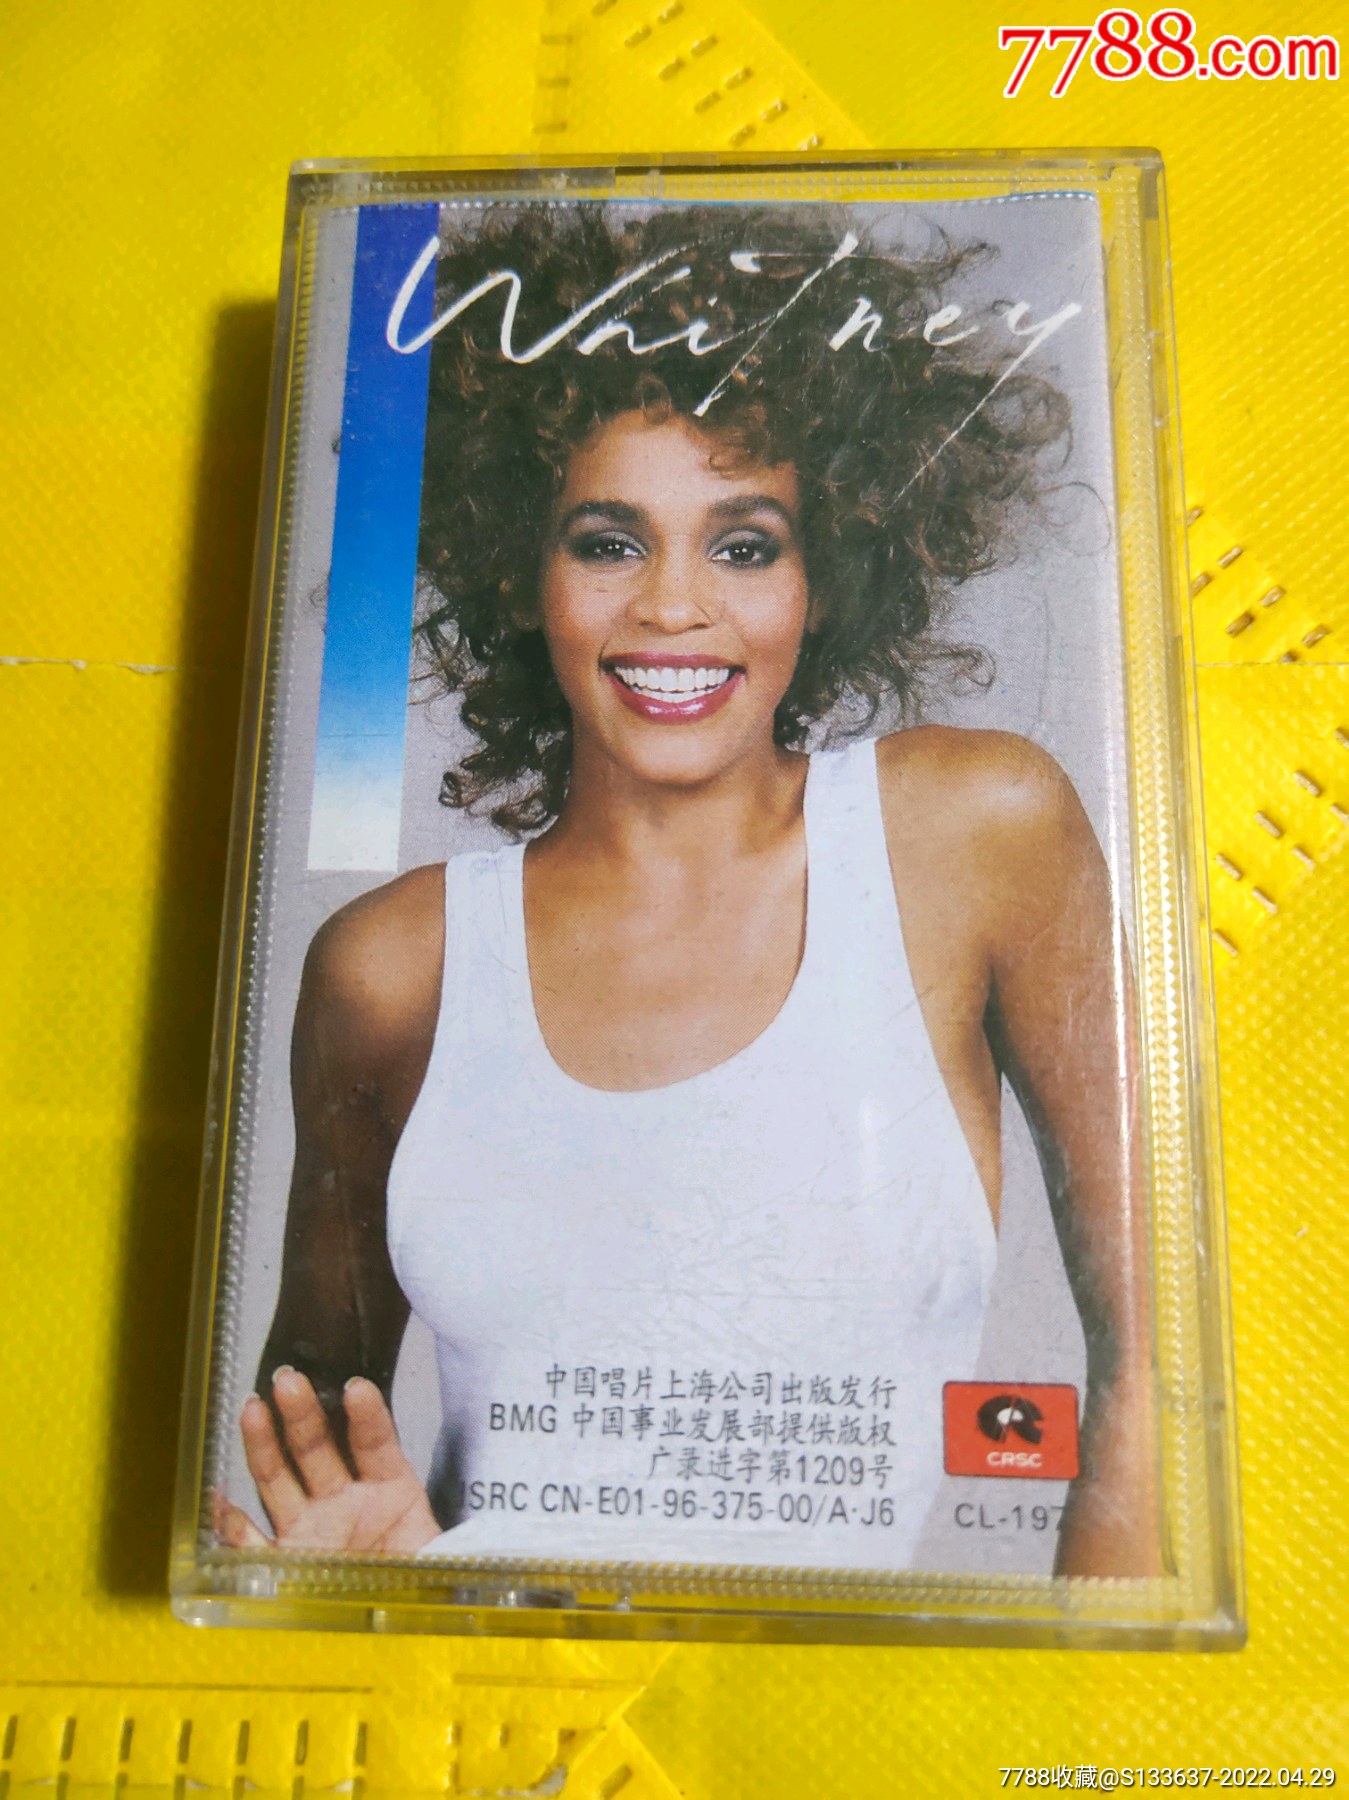 7788.com
Whitney
中国唱片上海公司出版发行
BMG 中国事业发展部提供版权
广录进字第1209号
ISRC CN-E01-96-375-00/A·J6
CRSC
CL-197
7788收藏@S133637-2022.04.29